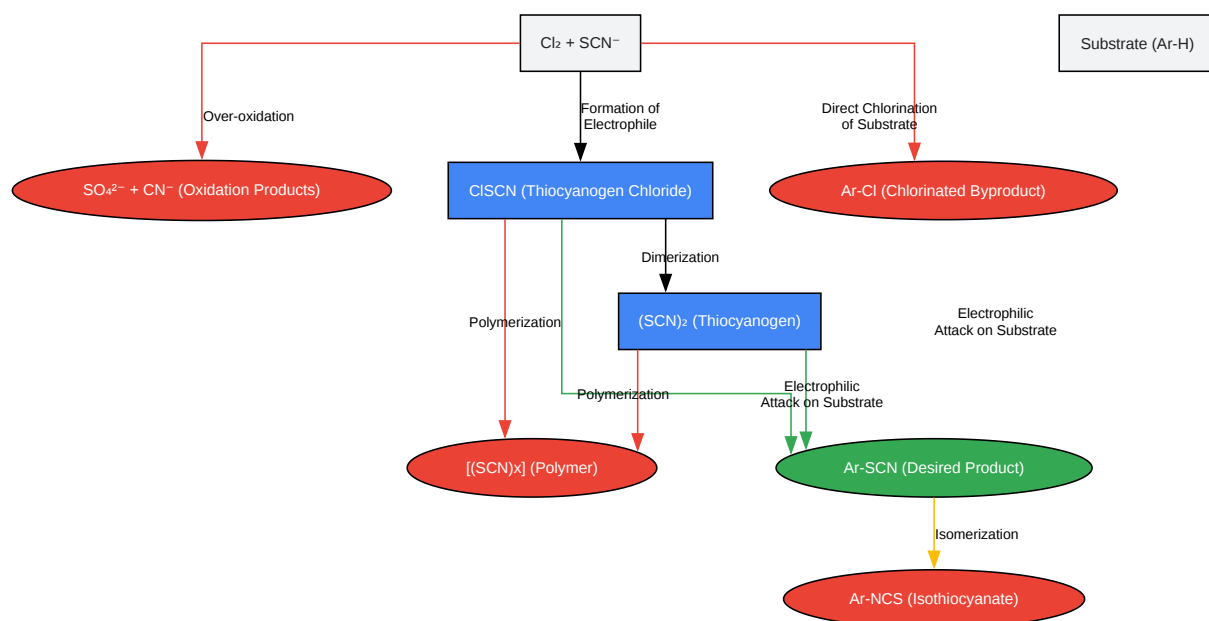 Cl₂ + SCN⁻
Substrate (Ar-H)
Over-oxidation
Formation of
Electrophile
Direct Chlorination
of Substrate
SO₄²⁻ + CN⁻ (Oxidation Products)
ClSCN (Thiocyanogen Chloride)
Ar-Cl (Chlorinated Byproduct)
Dimerization
Polymerization
(SCN)₂ (Thiocyanogen)
Electrophilic
Attack on Substrate
Polymerization
Electrophilic
Attack on Substrate
[(SCN)x] (Polymer)
Ar-SCN (Desired Product)
Isomerization
Ar-NCS (Isothiocyanate)